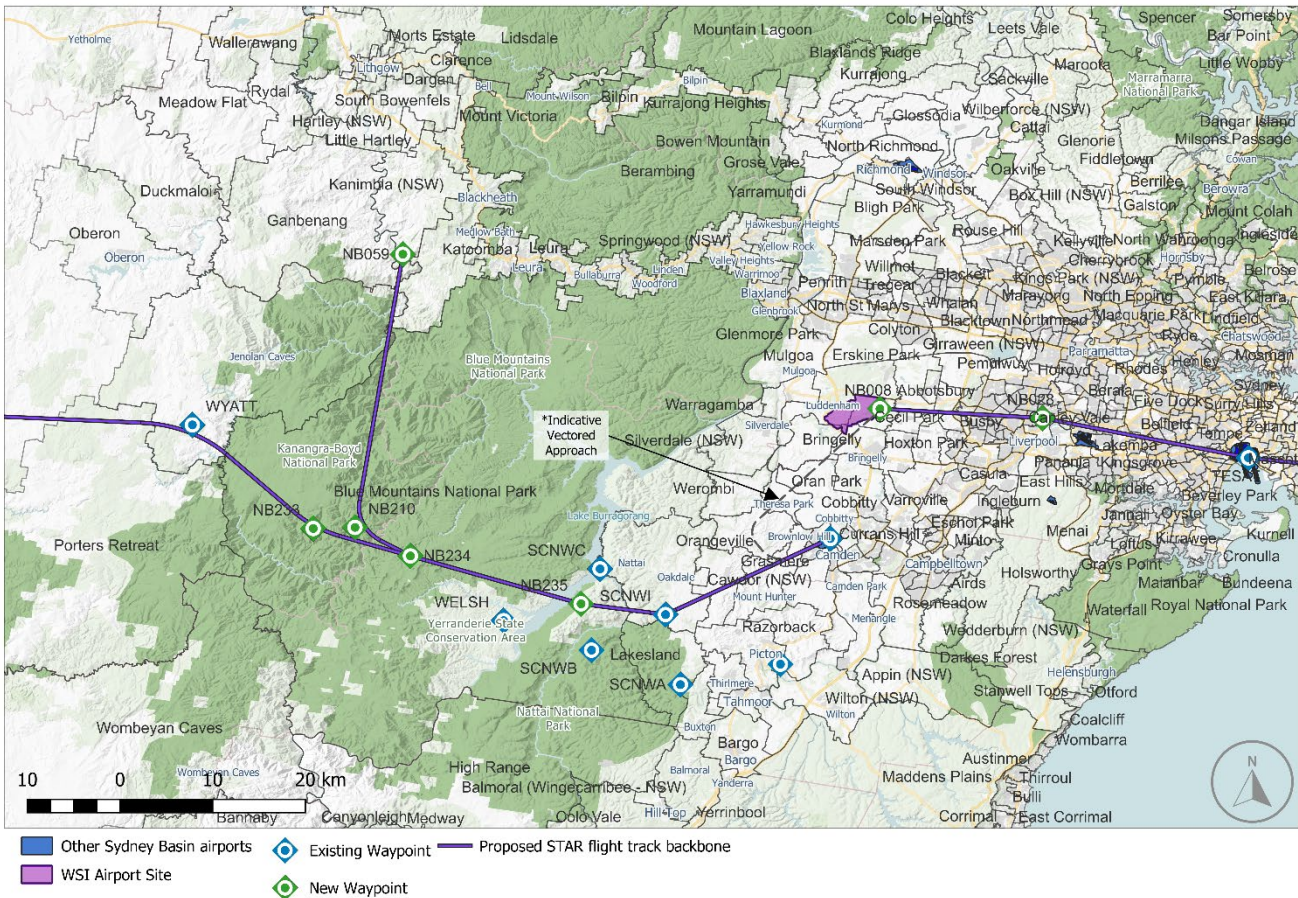 Yetholme
Wallerawang
Morts Estate
Lidsdale
Clarence
Lithgow
Dargan
Rydal
Meadow Flat
South Bowenfels
Bell
Mount Wilson
Hartley (NSW)
Little Hartley
Mount Victoria
Bilpin
Bilpin
Kurrajong Heights
Mountain Lagoon
Blaxlands Ridge
Kurrajong
Colo Heights
Leets Vale
Sackville
Maroota
Spencer
Somersby
Bar Point
Little Wobby
Marramarra
National Park
Dangar Island
Milsons Passage
Cowan
Kurmond
Glossodia
Wilberforce (NSW)
Cattai
Glenorie
Fiddletown
Berrilee
Berowra
Galston
Mount Colah
Bowen Mountain
Grose Vale
North Richmond
Richmond
Windsor
South Windsor
Oakville
Box Hill (NSW)
Berambing
Yarramundi
Bligh Park
Duckmaloi
Kanimbla (NSW)
Ganbenang
Blackheath
Oberon
Oberon
Medlow Bath
Katoomba
Leura
Leura
Bullaburra
Springwood (NSW)
Linden
Woodford
Hawkesbury Heights
Yellow Rock
Valley Heights
Warrimoo
Blaxland
Glenbrook
Marsden Park
Rouse Hill
Kellyville
North Wahroonga
Ingleside
Cherrybrook
Hornsby
Pymble
Belrose
Willmot
Tregear
Blackett
Kings Park (NSW)
Marayong
North Epping
East Killara
Penrith
North St Marys
Whalan
Macquarie Park
Lindfield
Blacktown
Northmead
Colyton
Ryde
Chatswood
Girraween (NSW)
Henley
Mosman
Parramatta
Glenmore Park
Erskine Park
Pemulwuy
Holroyd
Rhodes
Mulgoa
Mulgoa
NB059
Jenolan Caves
Blue Mountains
National Park
WYATT
Kanangra-Boyd
National Park
Warragamba
*Indicative
Vectored
Approach
Silverdale (NSW)
Silverdale
NB008
Abbotsbury
Luddenham
Cecil Park
Bringelly
Bringelly
Hoxton Park
Busby
NB028
Canley Vale
Liverpool
Berala
Five Dock
Sydney
Surry Hills
Belfield
Tempe
Lakemba
Panania
Kingsgrove
TESAT
East Hills
Mortdale
Beverley Park
Blue Mountains National Park
NB233
NB210
NB234
Porters Retreat
Lake Burragorang
Werombi
Oran Park
Theresa Park
Cobbitty
Cobbitty
Casula
Varroville
Ingleburn
Eschol Park
Minto
Menai
Jannali
Oyster Bay
Loftus
Kirrawee
Kurnell
Cronulla
Grays Point
Maianbar
Bundeena
Orangeville
Brownlow Hill
Currans Hill
Grasmere
Camden
Campbelltown
SCNWC
Nattai
Oakdale
Cawdor (NSW)
Mount Hunter
Camden Park
Airds
Holsworthy
Rosemeadow
Waterfall
Royal National Park
NB235
SCNWI
WELSH
Yerranderie State
Conservation Area
Menangle
Razorback
Wedderburn (NSW)
SCNWB
Lakesland
Picton
Darkes Forest
Helensburgh
SCNWA
Thirlmere
Tahmoor
Appin (NSW)
Wilton (NSW)
Wilton
Stanwell Tops
Otford
Nattai National
Park
Coalcliff
Wombarra
Wombeyan Caves
Wombeyan Caves
Buxton
Bargo
Bargo
Austinmer
Maddens Plains
Thirroul
Bulli
High Range
Balmoral (Wingecarribee - NSW)
Balmoral
Yanderra
Bannaby
Canyonleigh
Medway
Colo Vale
Hill Top
Yerrinbool
Corrimal
East Corrimal
10 0 10 20 km
N
Other Sydney Basin airports
WSI Airport Site
Existing Waypoint
New Waypoint
Proposed STAR flight track backbone